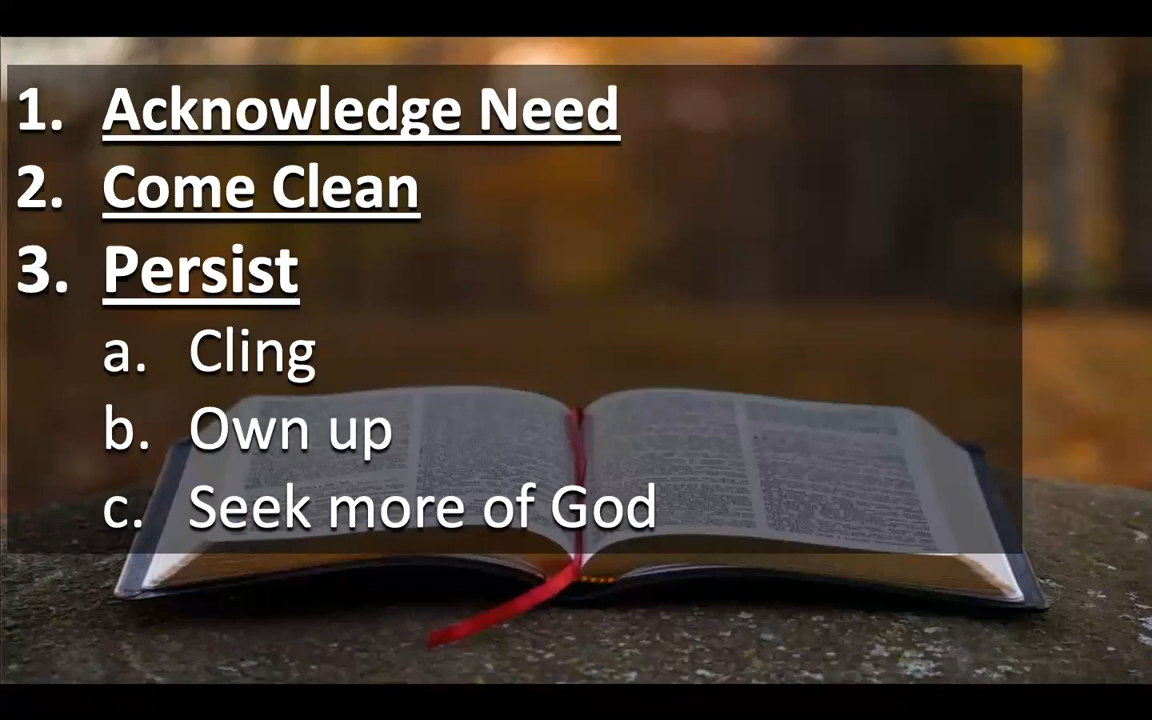 1. Acknowledge Need
2. Come Clean
3. Persist
a. Cling
b. Own up
c. Seek more of God